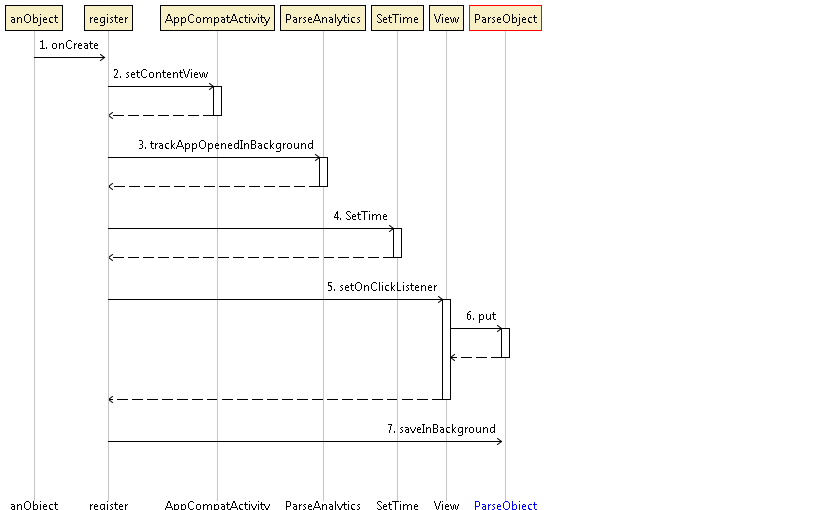 anObject register AppCompatActivity ParseAnalytics SetTime View ParseObject
1. onCreate
2. setContentView
3. trackAppOpenedInBackground
4. SetTime
5. setOnClickListener
6. put
7. saveInBackground
anObject register AppCompatActivity ParseAnalytics SetTime View ParseObject